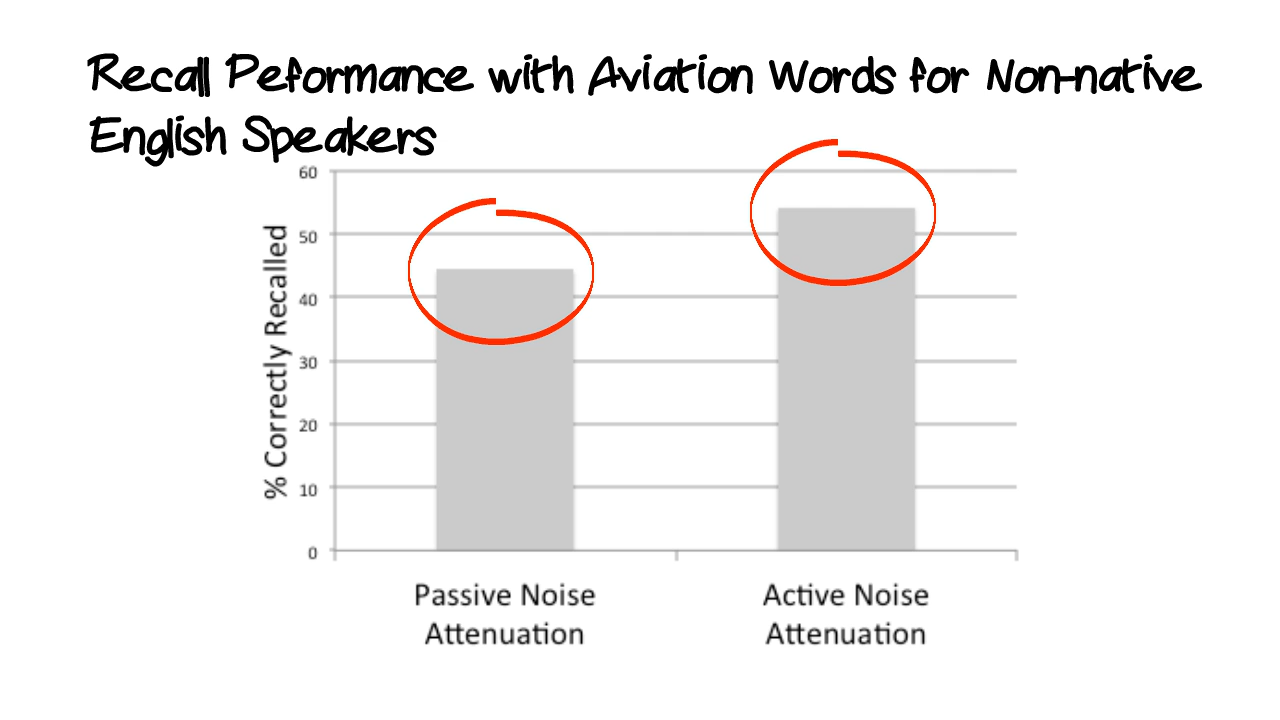 Recall Peformance with Aviation Words for Non-native
English Speakers
60
50
40
30
20
10
0
% Correctly Recalled
Passive Noise
Attenuation
Active Noise
Attenuation